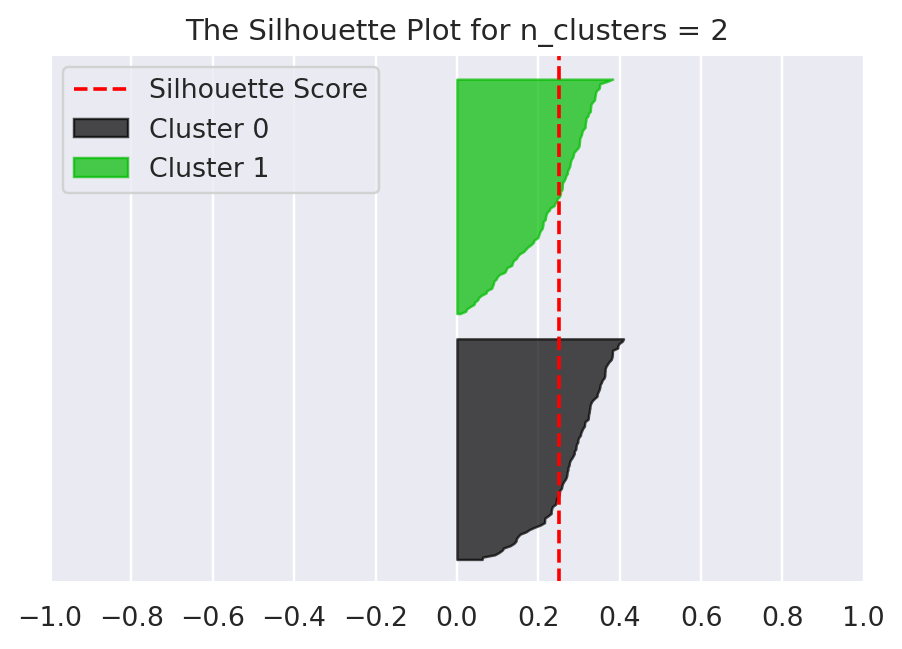 The Silhouette Plot for n_clusters = 2
Silhouette Score
Cluster 0
Cluster 1
−1.0 −0.8 −0.6 −0.4 −0.2 0.0 0.2 0.4 0.6 0.8 1.0